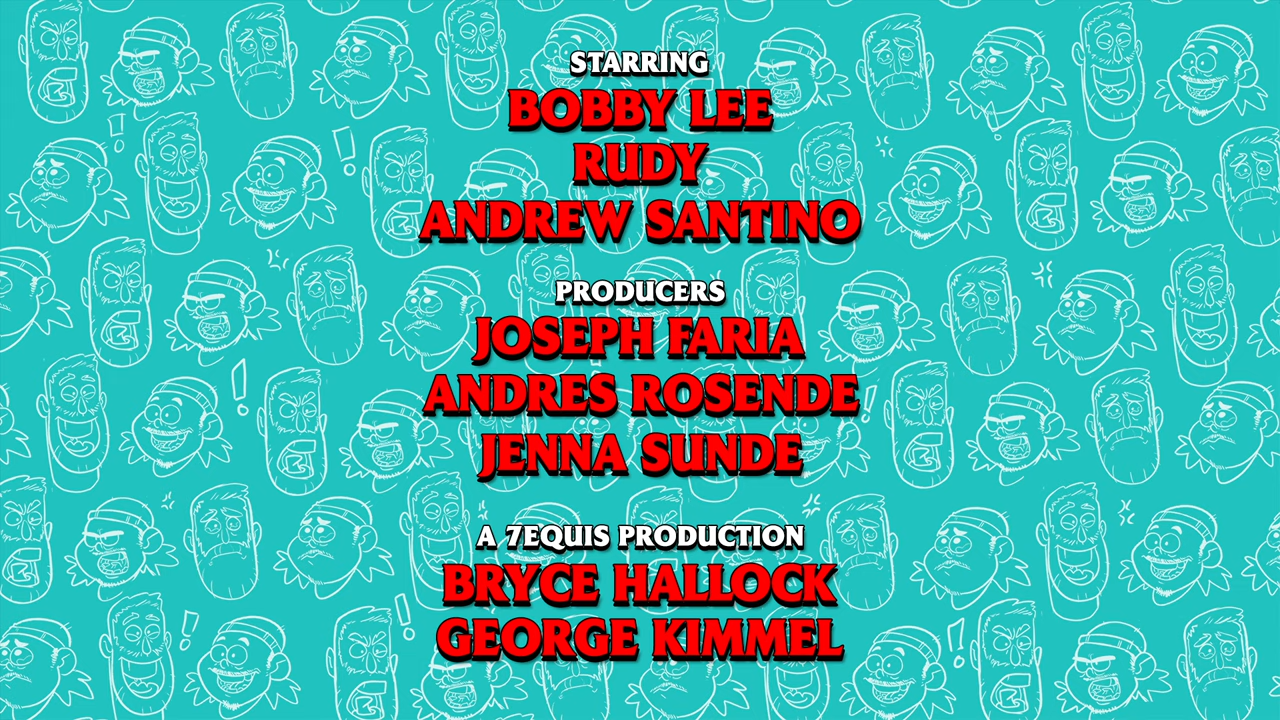 STARRING
BOBBY LEE
RUDY
ANDREW SANTINO
PRODUCERS
JOSEPH FARIA
ANDRES ROSENDE
JENNA SUNDE
A 7EQUIS PRODUCTION
BRYCE HALLOCK
GEORGE KIMMEL